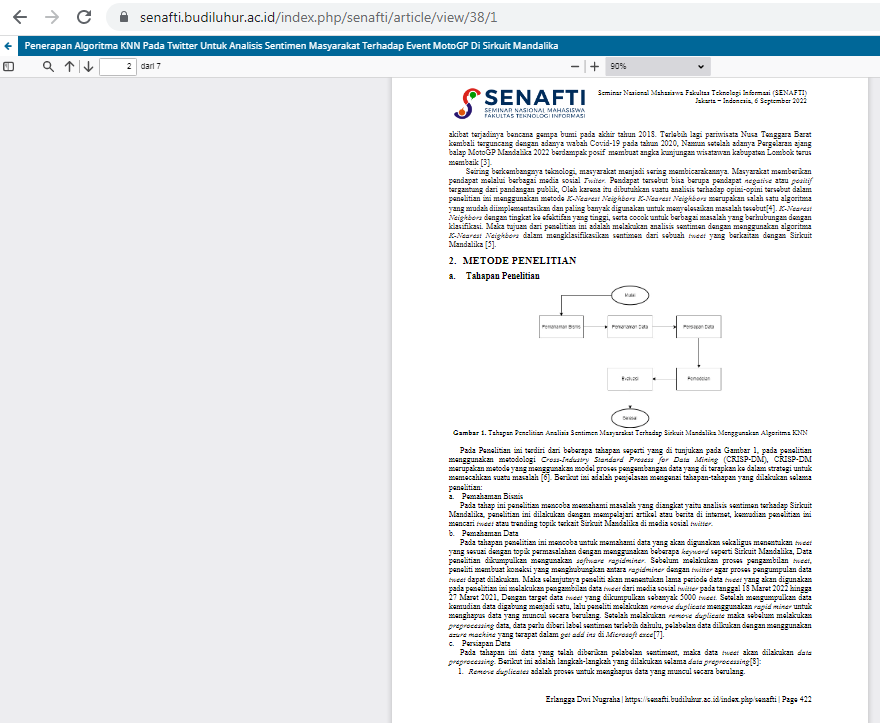 senafti.budiluhur.ac.id/index.php/senafti/article/view/38/1
Penerapan Algoritma KNN Pada Twitter Untuk Analisis Sentimen Masyarakat Terhadap Event MotoGP Di Sirkuit Mandalika
2 dari 7
90%
SENAFTI
SEMINAR NASIONAL MAHASISWA
FAKULTAS TEKNOLOGI INFORMASI
Seminar Nasional Mahasiswa Fakultas Teknologi Informasi (SENAFTI)
Jakarta – Indonesia, 6 September 2022
akibat terjadinya bencana gempa bumi pada akhir tahun 2018. Terlebih lagi pariwisata Nusa Tenggara Barat
kembali terguncang dengan adanya wabah Covid-19 pada tahun 2020, Namun setelah adanya Pergelaran ajang
balap MotoGP Mandalika 2022 berdampak posif membuat angka kunjungan wisatawan kabupaten Lombok terus
membaik [3].
Seiring berkembangnya teknologi, masyarakat menjadi sering membicarakannya. Masyarakat memberikan
pendapat melalui berbagai media sosial Twiter. Pendapat tersebut bisa berupa pendapat negative atau positif
tergantung dari pandangan publik, Oleh karena itu dibutuhkan suatu analisis terhadap opini-opini tersebut dalam
penelitian ini menggunakan metode K-Nearest Neighbors K-Nearest Neighbors merupakan salah satu algoritma
yang mudah diimplementasikan dan paling banyak digunakan untuk menyelesaikan masalah tesebut[4]. K-Nearest
Neighbors dengan tingkat ke efektifan yang tinggi, serta cocok untuk berbagai masalah yang berhubungan dengan
klasifikasi. Maka tujuan dari penelitian ini adalah melakukan analisis sentimen dengan menggunakan algoritma
K-Nearest Neighbors dalam mengklasifikasikan sentimen dari sebuah tweet yang berkaitan dengan Sirkuit
Mandalika [5].
2. METODE PENELITIAN
a. Tahapan Penelitian
Mulai
Pemahaman Bisnis
Pemahaman Data
Persiapan Data
Evaluasi
Pemodelan
Selesai
Gambar 1. Tahapan Penelitian Analisis Sentimen Masyarakat Terhadap Sirkuit Mandalika Menggunakan Algoritma KNN
Pada Penelitian ini terdiri dari beberapa tahapan seperti yang di tunjukan pada Gambar 1, pada penelitian
menggunakan metodologi Cross-Industry Standard Prosess for Data Mining (CRISP-DM), CRISP-DM
merupakan metode yang menggunakan model proses pengembangan data yang di terapkan ke dalam strategi untuk
memecahkan suatu masalah [6]. Berikut ini adalah penjelasan mengenai tahapan-tahapan yang dilakukan selama
penelitian:
a. Pemahaman Bisnis
Pada tahap ini penelitian mencoba memahami masalah yang diangkat yaitu analisis sentimen terhadap Sirkuit
Mandalika, penelitian ini dilakukan dengan mempelajari artikel atau berita di internet, kemudian penelitian ini
mencari tweet atau trending topik terkait Sirkuit Mandalika di media sosial twitter.
b. Pemahaman Data
Pada tahapan penelitian ini mencoba untuk memahami data yang akan digunakan sekaligus menentukan tweet
yang sesuai dengan topik permasalahan dengan menggunakan beberapa keyword seperti Sirkuit Mandalika, Data
penelitian dikumpulkan mengunakan software rapidminer. Sebelum melakukan proses pengambilan tweet,
peneliti membuat koneksi yang menghubungkan antara rapidminer dengan twitter agar proses pengumpulan data
tweet dapat dilakukan. Maka selanjutnya peneliti akan menentukan lama periode data tweet yang akan digunakan
pada penelitian ini melakukan pengambilan data tweet dari media sosial twitter pada tanggal 18 Maret 2022 hingga
27 Maret 2021, Dengan target data tweet yang dikumpulkan sebanyak 5000 tweet. Setelah mengumpulkan data
kemudian data digabung menjadi satu, lalu peneliti melakukan remove duplicate menggunakan rapid miner untuk
menghapus data yang muncul secara berulang. Setelah melakukan remove duplicate maka sebelum melakukan
preprocessing data, data perlu diberi label sentimen terlebih dahulu, pelabelan data dilkukan dengan menggunakan
azure machine yang terapat dalam get add ins di Microsoft exce[7].
c. Persiapan Data
Pada tahapan ini data yang telah diberikan pelabelan sentiment, maka data tweet akan dilakukan data
preprocessing. Berikut ini adalah langkah-langkah yang dilakukan selama data preprocessing[8]:
1. Remove duplicates adalah proses untuk menghapus data yang muncul secara berulang.
Erlangga Dwi Nugraha | https://senafti.budiluhur.ac.id/index.php/senafti | Page 422